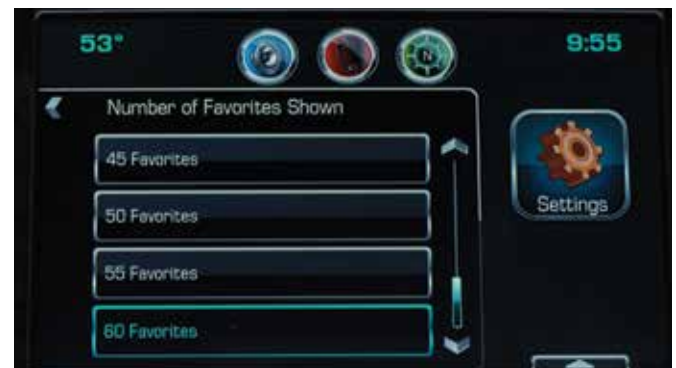 53°
N
9:55
Number of Favorites Shown
45 Favorites
50 Favorites
55 Favorites
60 Favorites
Settings